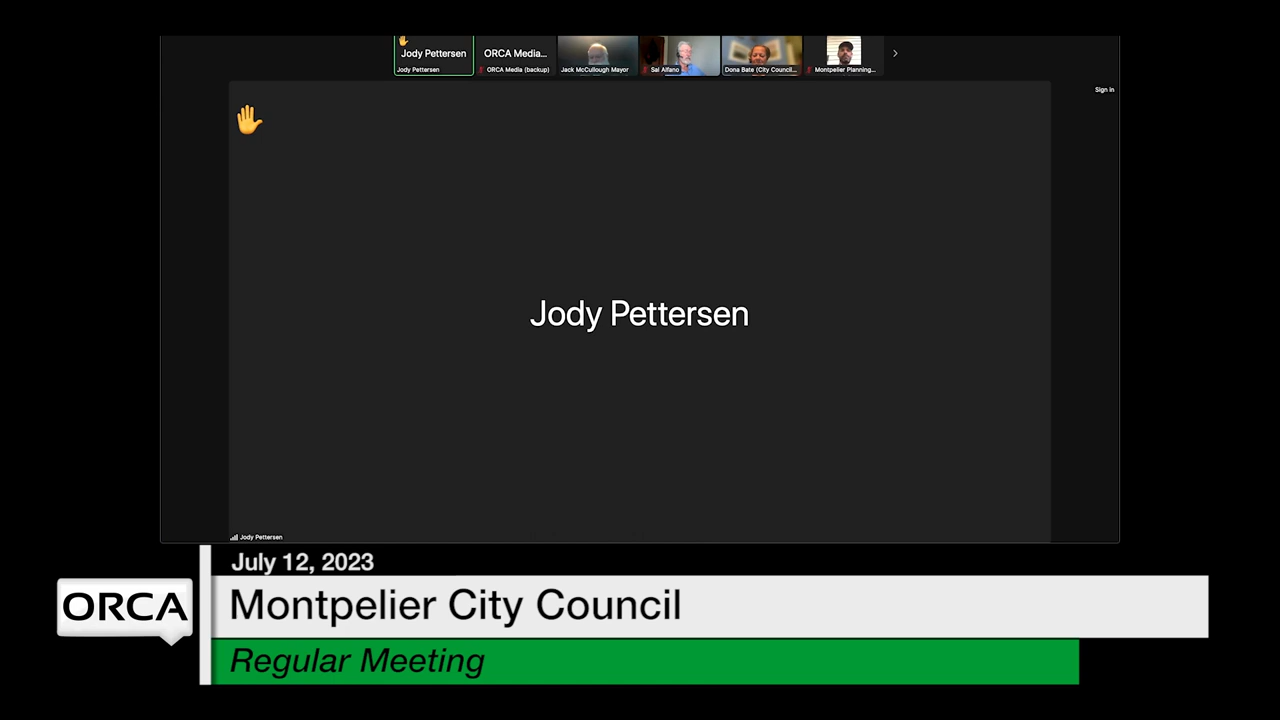 Jody Pettersen
Jody Pettersen
ORCA Media...
ORCA Media (backup)
Jack McCullough Mayor
Sal Alfano
Dona Bate (City Council...
Montpelier Planning...
Sign in
Jody Pettersen
Jody Pettersen
July 12, 2023
ORCA
Montpelier City Council
Regular Meeting